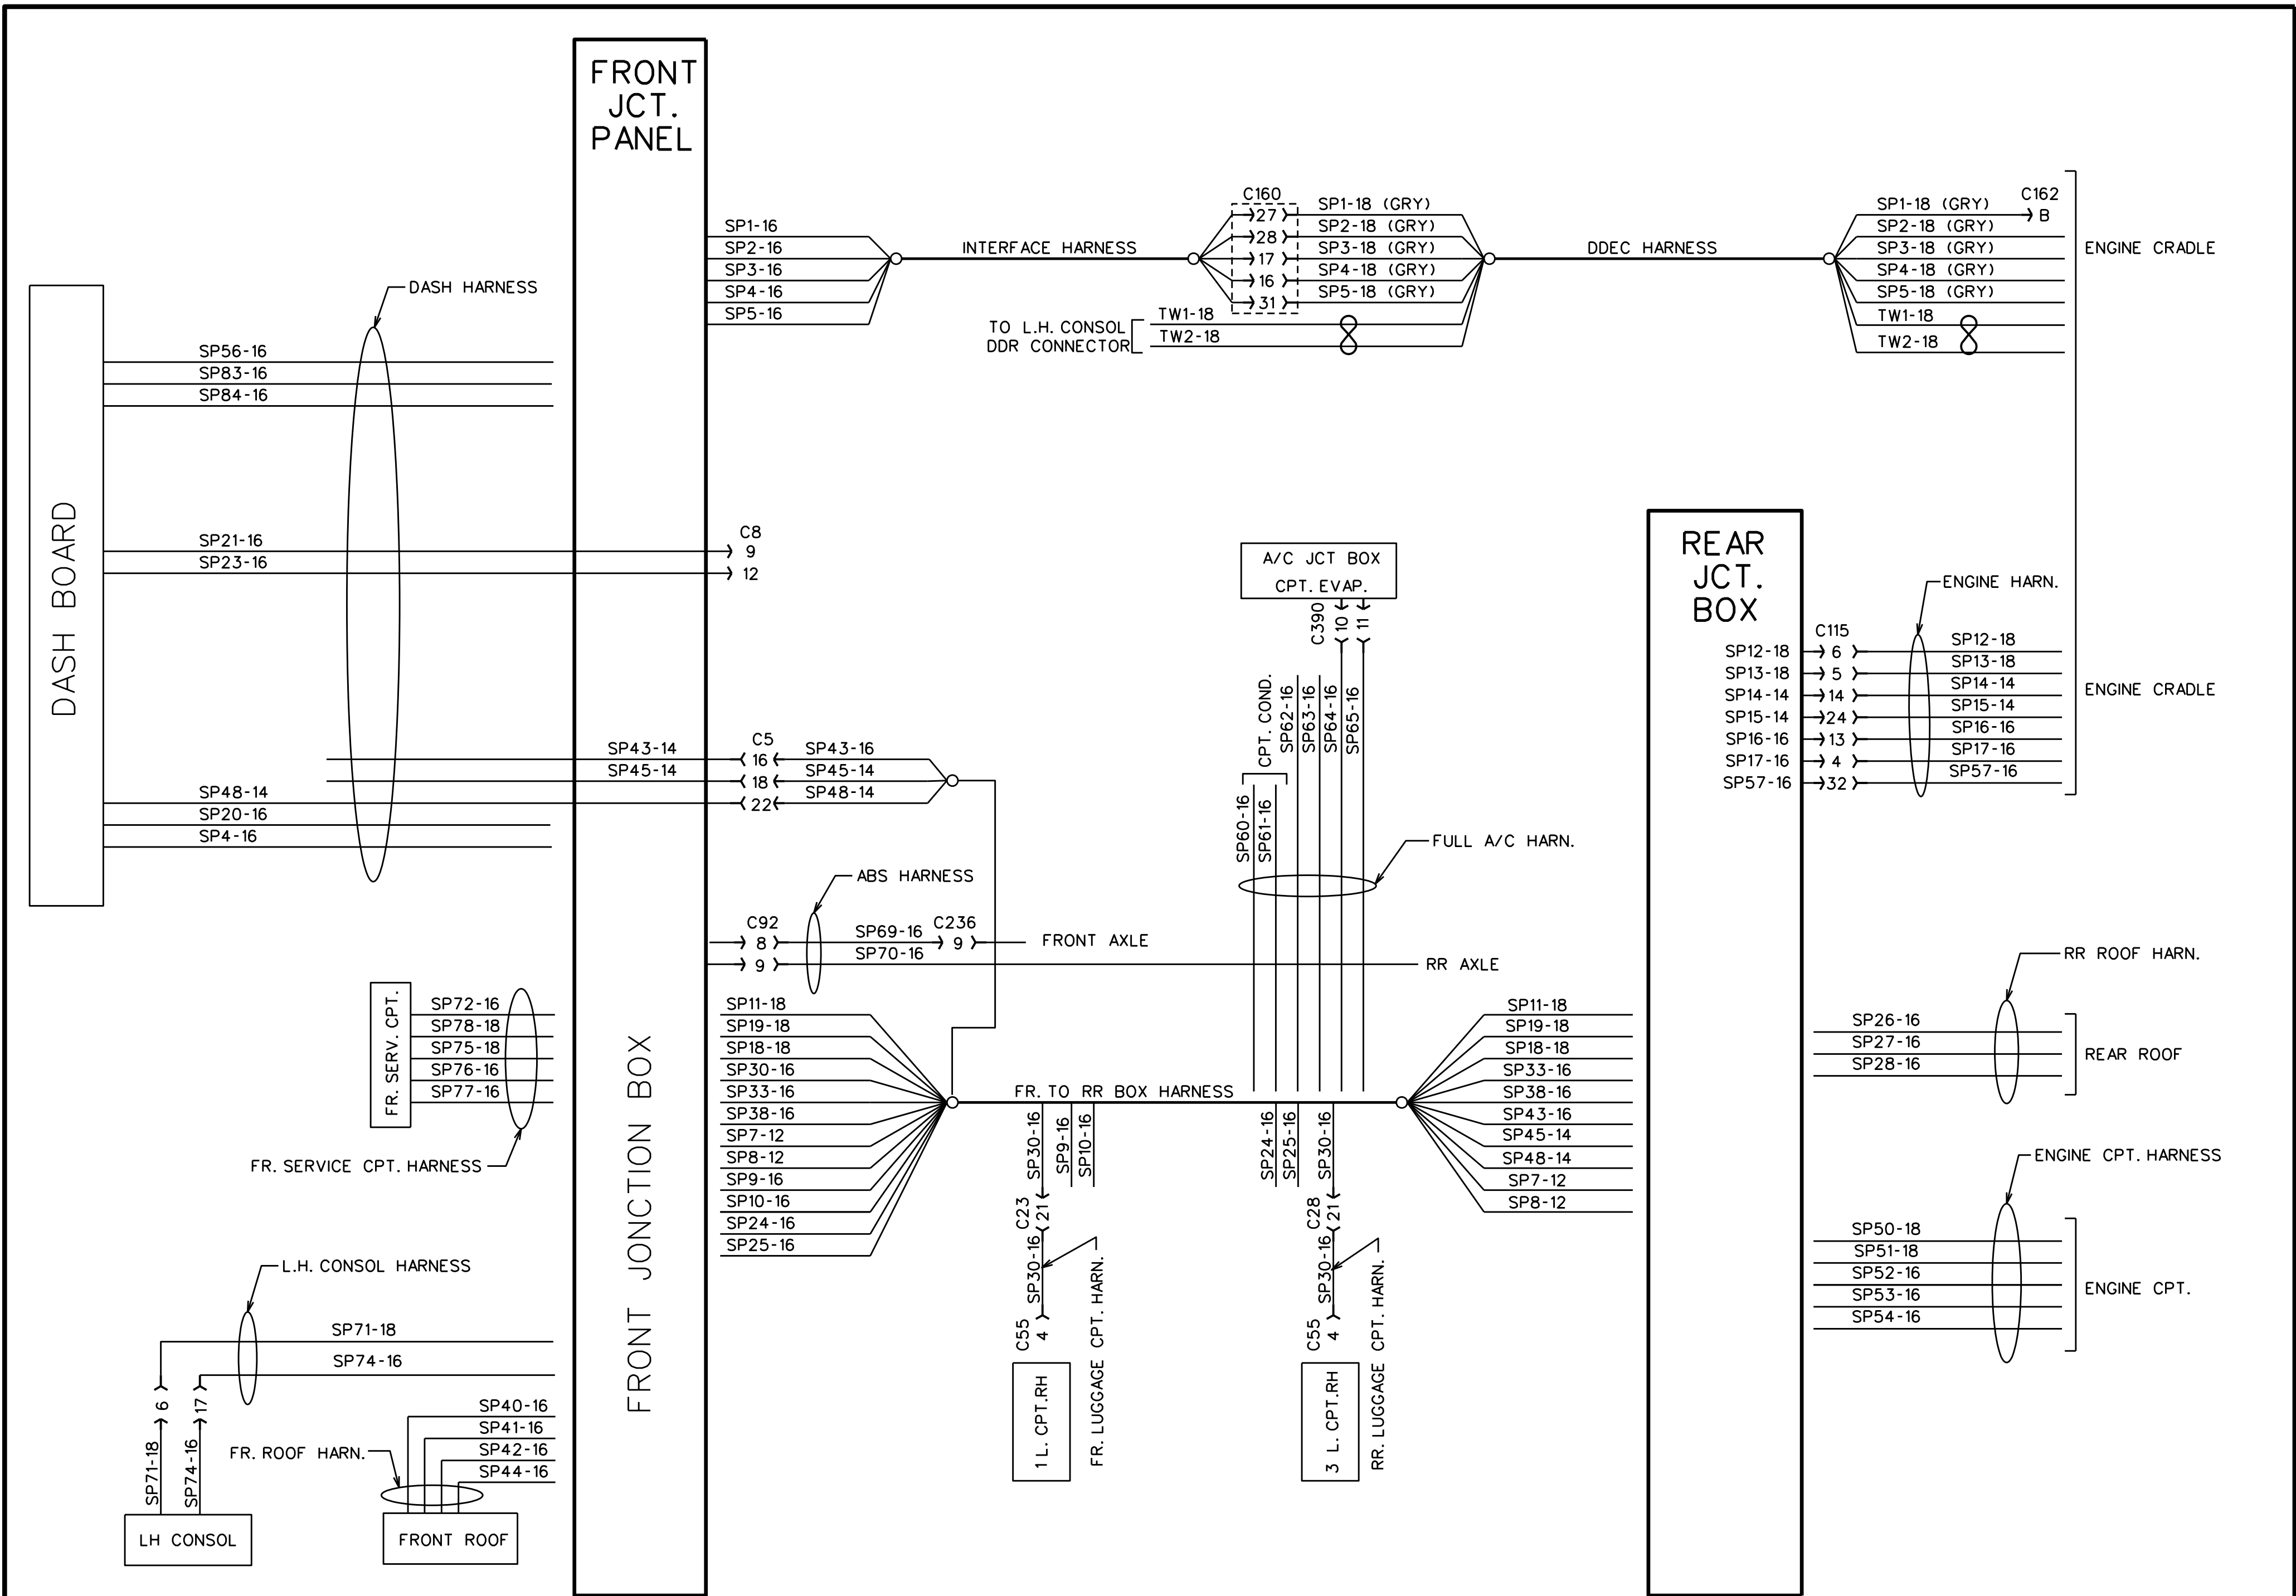 FRONT
JCT.
PANEL
SP1-16
SP2-16
SP3-16
SP4-16
SP5-16
INTERFACE HARNESS
C160
27
28
17
16
31
SP1-18 (GRY)
SP2-18 (GRY)
SP3-18 (GRY)
SP4-18 (GRY)
SP5-18 (GRY)
TO L.H. CONSOL
DDR CONNECTOR
TW1-18
TW2-18
DDEC HARNESS
SP1-18 (GRY)
SP2-18 (GRY)
SP3-18 (GRY)
SP4-18 (GRY)
SP5-18 (GRY)
TW1-18
TW2-18
C162
B
ENGINE CRADLE
DASH BOARD
DASH HARNESS
SP56-16
SP83-16
SP84-16
SP21-16
SP23-16
C8
9
12
SP43-14
SP45-14
C5
16
18
22
SP43-16
SP45-14
SP48-14
SP48-14
SP20-16
SP4-16
A/C JCT BOX
CPT. EVAP.
C390
10
11
CPT. COND.
SP60-16
SP61-16
SP62-16
SP63-16
SP64-16
SP65-16
FULL A/C HARN.
REAR
JCT.
BOX
SP12-18
SP13-18
SP14-14
SP15-14
SP16-16
SP17-16
SP57-16
C115
6
5
14
24
13
4
32
ENGINE HARN.
SP12-18
SP13-18
SP14-14
SP15-14
SP16-16
SP17-16
SP57-16
ENGINE CRADLE
ABS HARNESS
C92
8
9
SP69-16
SP70-16
C236
9
FRONT AXLE
RR AXLE
FR. SERV. CPT.
SP72-16
SP78-18
SP75-18
SP76-16
SP77-16
FR. SERVICE CPT. HARNESS
FRONT JONCTION BOX
SP11-18
SP19-18
SP18-18
SP30-16
SP33-16
SP38-16
SP7-12
SP8-12
SP9-16
SP10-16
SP24-16
SP25-16
FR. TO RR BOX HARNESS
SP30-16
SP9-16
SP10-16
C23
21
SP30-16
C55
4
1 L. CPT.RH
FR. LUGGAGE CPT. HARN.
SP24-16
SP25-16
SP30-16
C28
21
SP30-16
C55
4
3 L. CPT.RH
RR. LUGGAGE CPT. HARN.
SP11-18
SP19-18
SP18-18
SP33-16
SP38-16
SP43-16
SP45-14
SP48-14
SP7-12
SP8-12
RR ROOF HARN.
SP26-16
SP27-16
SP28-16
REAR ROOF
ENGINE CPT. HARNESS
SP50-18
SP51-18
SP52-16
SP53-16
SP54-16
ENGINE CPT.
L.H. CONSOL HARNESS
SP71-18
SP74-16
6
17
SP71-18
SP74-16
LH CONSOL
SP40-16
SP41-16
SP42-16
SP44-16
FR. ROOF HARN.
FRONT ROOF